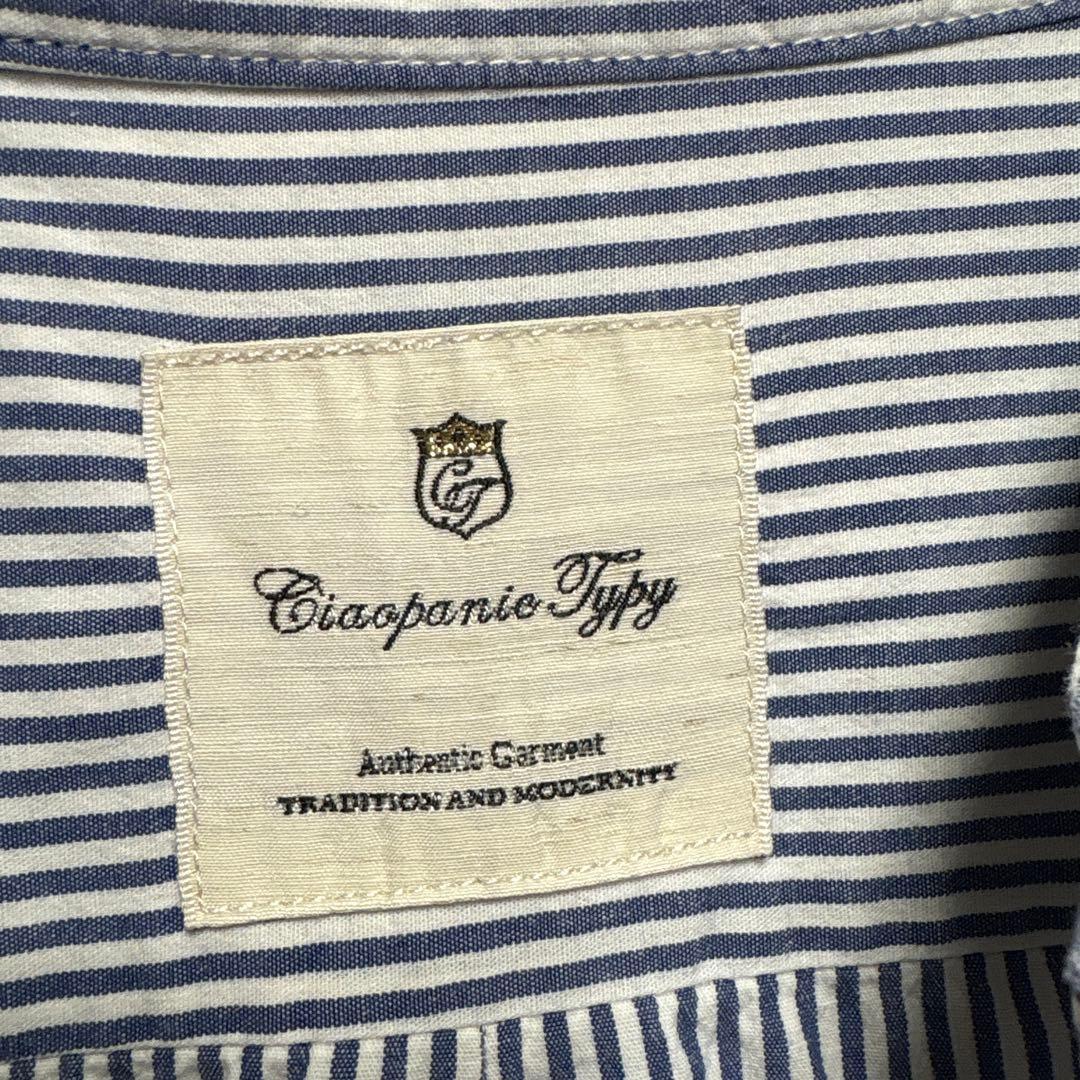 CT
Ciaopanic Typy
Authentic Garment
TRADITION AND MODERNITY